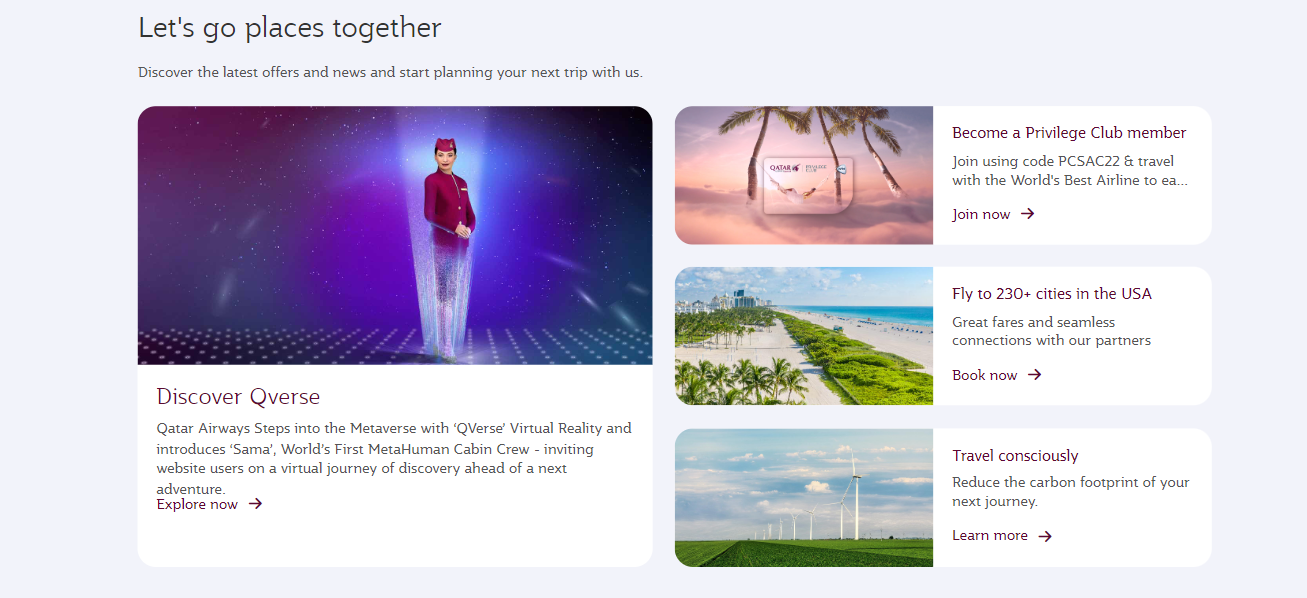 Let's go places together
Discover the latest offers and news and start planning your next trip with us.
Discover Qverse
Qatar Airways Steps into the Metaverse with ‘QVerse’ Virtual Reality and
introduces ‘Sama’, World’s First MetaHuman Cabin Crew - inviting
website users on a virtual journey of discovery ahead of a next
adventure.
Explore now
QATAR
PRIVILEGE
CLUB
Become a Privilege Club member
Join using code PCSAC22 & travel
with the World's Best Airline to ea...
Join now
Fly to 230+ cities in the USA
Great fares and seamless
connections with our partners
Book now
Travel consciously
Reduce the carbon footprint of your
next journey.
Learn more